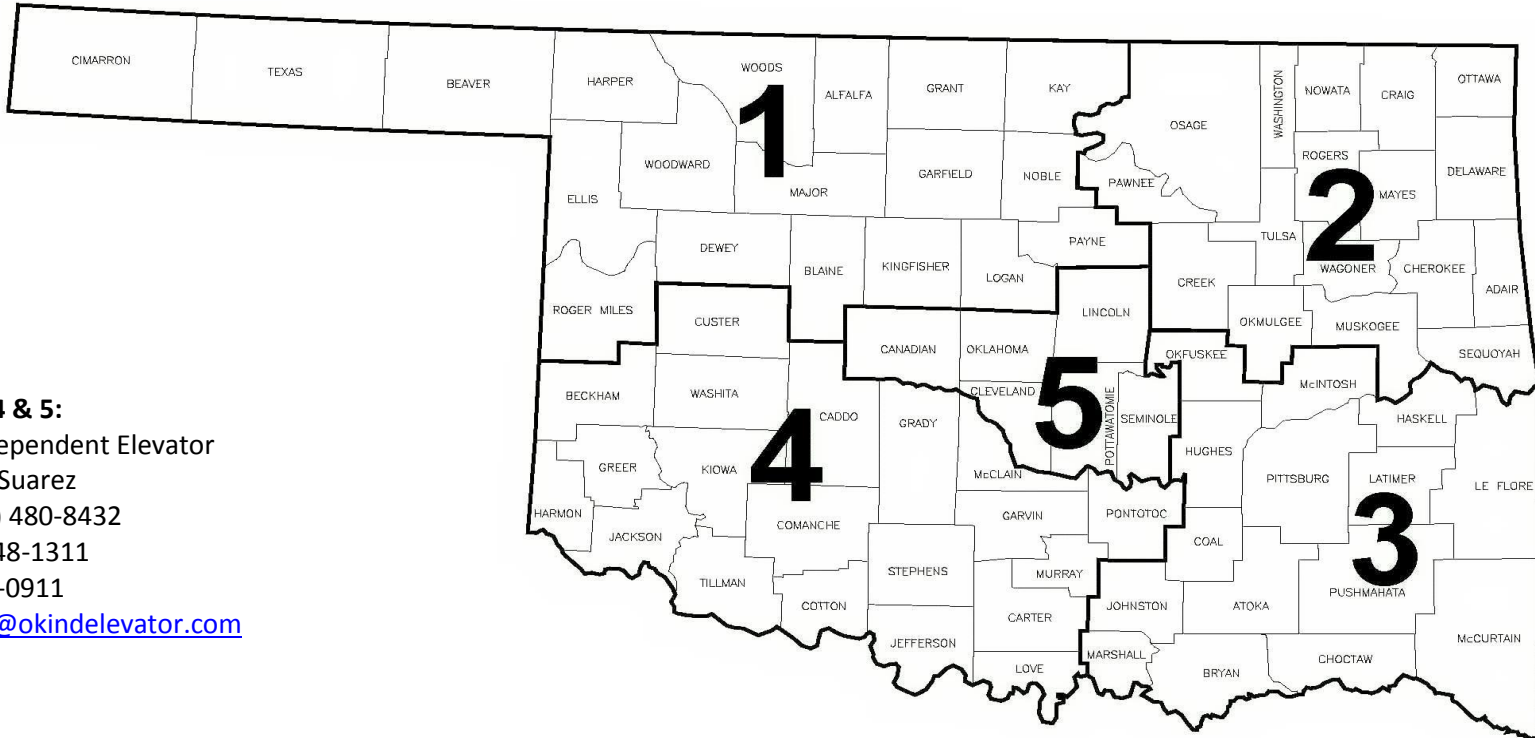 CIMARRON
TEXAS
BEAVER
HARPER
WOODS
ALFALFA
GRANT
KAY
OSAGE
WASHINGTON
NOWATA
CRAIG
OTTAWA
1
WOODWARD
MAJOR
GARFIELD
NOBLE
PAWNEE
ROGERS
MAYES
DELAWARE
2
ELLIS
DEWEY
BLAINE
KINGFISHER
LOGAN
PAYNE
CREEK
TULSA
WAGONER
CHEROKEE
ADAIR
ROGER MILES
CUSTER
CANADIAN
OKLAHOMA
LINCOLN
OKMULGEE
MUSKOGEE
SEQUOYAH
OKFUSKEE
McINTOSH
BECKHAM
WASHITA
CADDO
GRADY
CLEVELAND
5
POTTAWATOMIE
SEMINOLE
HUGHES
HASKELL
GREER
KIOWA
4
McCLAIN
PITTSBURG
LATIMER
LE FLORE
HARMON
JACKSON
COMANCHE
GARVIN
PONTOTOC
COAL
3
TILLMAN
COTTON
STEPHENS
MURRAY
JOHNSTON
ATOKA
PUSHMAHATA
JEFFERSON
CARTER
LOVE
MARSHALL
BRYAN
CHOCTAW
McCURTAIN
4 & 5:
ependent Elevator
Suarez
) 480-8432
48-1311
-0911
@okindelevator.com